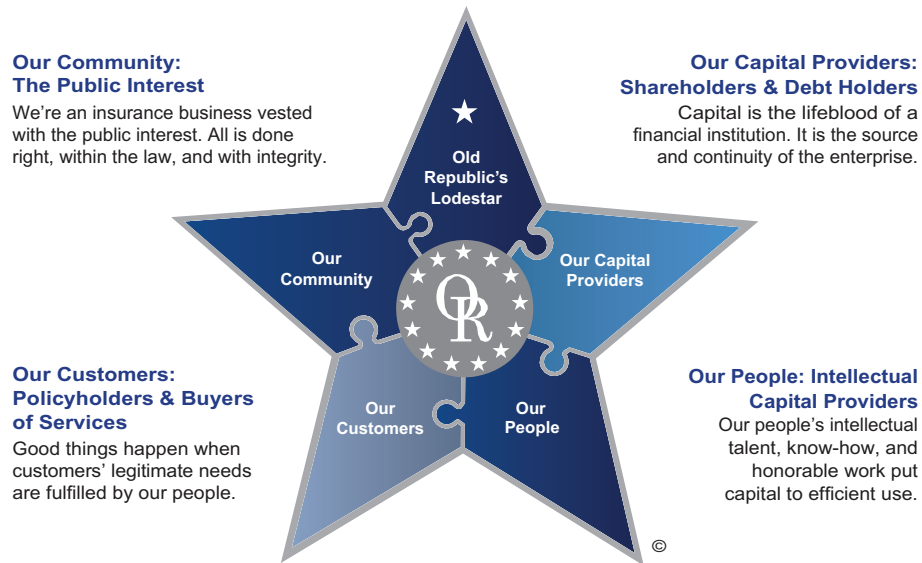 Our Community:
The Public Interest
We're an insurance business vested
with the public interest. All is done
right, within the law, and with integrity.
Our Capital Providers:
Shareholders & Debt Holders
Capital is the lifeblood of a
financial institution. It is the source
and continuity of the enterprise.
Old
Republic's
Lodestar
Our
Community
Our Capital
Providers
OR
Our Customers:
Policyholders & Buyers
of Services
Good things happen when
customers' legitimate needs
are fulfilled by our people.
Our
Customers
Our
People
Our People: Intellectual
Capital Providers
Our people's intellectual
talent, know-how, and
honorable work put
capital to efficient use.
©